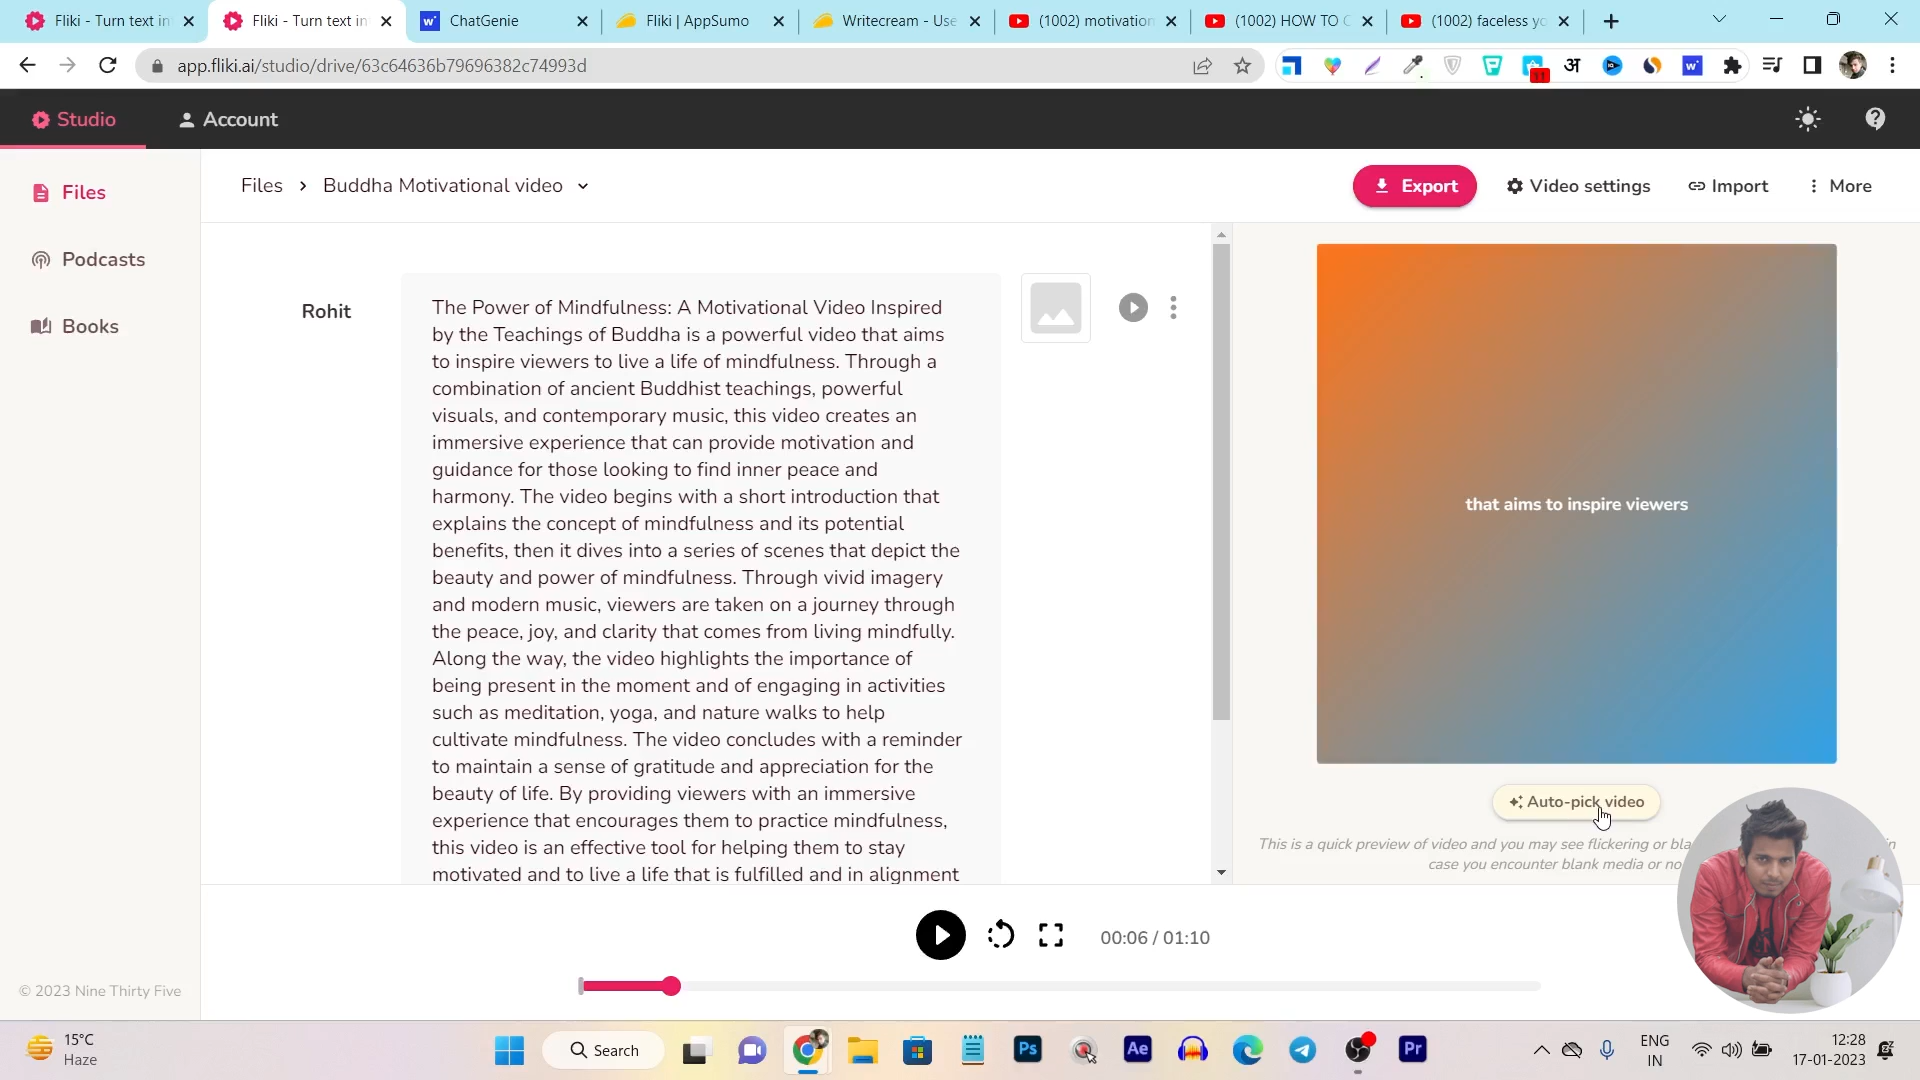 Fliki - Turn text in
Fliki - Turn text in
ChatGenie
Fliki | AppSumo
Writecream - Use
(1002) motivation
(1002) HOW TO C
(1002) faceless yo
app.fliki.ai/studio/drive/63c64636b79696382c74993d
11
अ
Studio
Account
Files
Podcasts
Books
Files > Buddha Motivational video
Export
Video settings
Import
More
Rohit
The Power of Mindfulness: A Motivational Video Inspired
by the Teachings of Buddha is a powerful video that aims
to inspire viewers to live a life of mindfulness. Through a
combination of ancient Buddhist teachings, powerful
visuals, and contemporary music, this video creates an
immersive experience that can provide motivation and
guidance for those looking to find inner peace and
harmony. The video begins with a short introduction that
explains the concept of mindfulness and its potential
benefits, then it dives into a series of scenes that depict the
beauty and power of mindfulness. Through vivid imagery
and modern music, viewers are taken on a journey through
the peace, joy, and clarity that comes from living mindfully.
Along the way, the video highlights the importance of
being present in the moment and of engaging in activities
such as meditation, yoga, and nature walks to help
cultivate mindfulness. The video concludes with a reminder
to maintain a sense of gratitude and appreciation for the
beauty of life. By providing viewers with an immersive
experience that encourages them to practice mindfulness,
this video is an effective tool for helping them to stay
motivated and to live a life that is fulfilled and in alignment
that aims to inspire viewers
Auto-pick video
This is a quick preview of video and you may see flickering or bla
case you encounter blank media or no
00:06 / 01:10
© 2023 Nine Thirty Five
15°C
Haze
Search
Ps
Ae
Pr
ENG
IN
12:28
17-01-2023